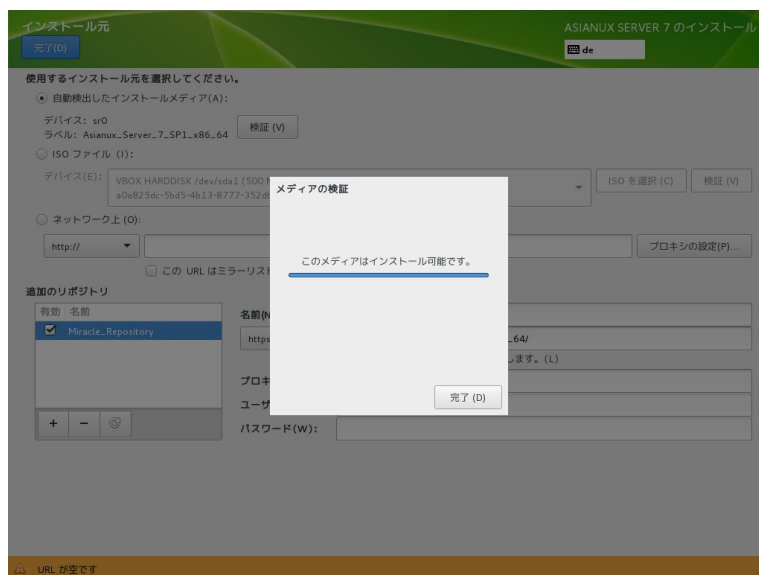 インストール元
ASIANUX SERVER 7 のインストール
完了(D)
de
使用するインストール元を選択してください。
自動検出したインストールメディア(A):
デバイス: sr0
ラベル: Asianux_Server_7_SP1_x86_64
検証 (V)
ISO ファイル (I):
デバイス(E):
VBOX HARDDISK /dev/sda1 (500
a0a825dc-5bd5-4b13-8777-352d
ISO を選択 (C)
検証 (V)
ネットワーク上 (O):
http://
プロキシの設定(P)...
この URL はミラーリス
追加のリポジトリ
有効 名前
Miracle_Repository
名前(N
https
_64/
します。(L)
プロキ
ユーザ
パスワード(W):
メディアの検証
このメディアはインストール可能です。
完了 (D)
URL が空です